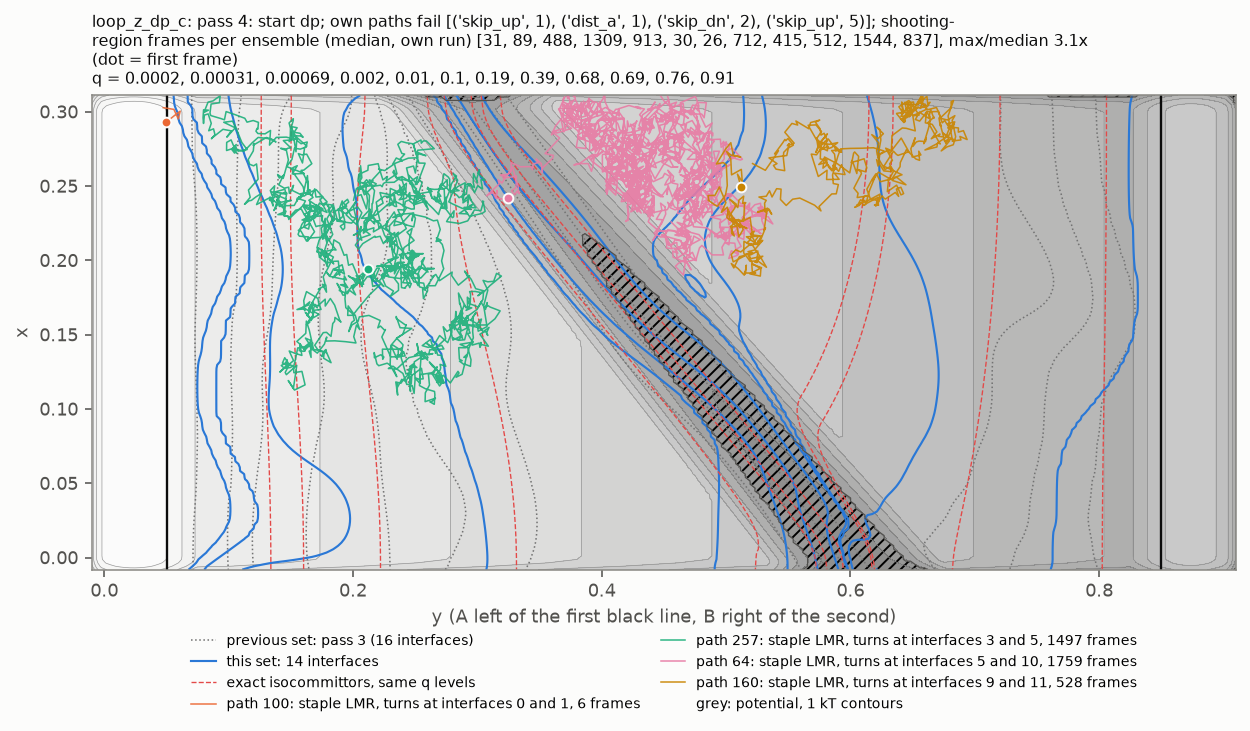 loop_z_dp_c: pass 4: start dp; own paths fail [('skip_up', 1), ('dist_a', 1), ('skip_dn', 2), ('skip_up', 5)]; shooting-
region frames per ensemble (median, own run) [31, 89, 488, 1309, 913, 30, 26, 712, 415, 512, 1544, 837], max/median 3.1x
(dot = first frame)
q = 0.0002, 0.00031, 0.00069, 0.002, 0.01, 0.1, 0.19, 0.39, 0.68, 0.69, 0.76, 0.91
0.30
0.25
0.20
0.15
0.10
0.05
0.00
x
0.0 0.2 0.4 0.6 0.8
y (A left of the first black line, B right of the second)
previous set: pass 3 (16 interfaces)
this set: 14 interfaces
exact isocommittors, same q levels
path 100: staple LMR, turns at interfaces 0 and 1, 6 frames
path 257: staple LMR, turns at interfaces 3 and 5, 1497 frames
path 64: staple LMR, turns at interfaces 5 and 10, 1759 frames
path 160: staple LMR, turns at interfaces 9 and 11, 528 frames
grey: potential, 1 kT contours